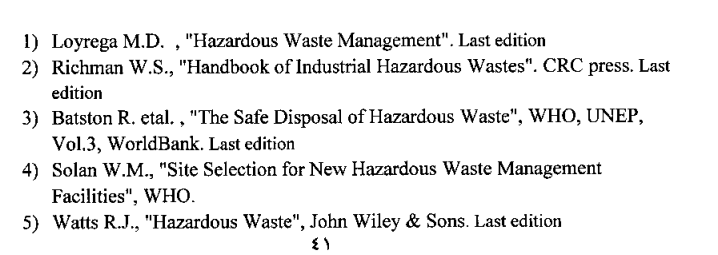 1) Loyrega M.D. , "Hazardous Waste Management". Last edition
2) Richman W.S., "Handbook of Industrial Hazardous Wastes". CRC press. Last
edition
3) Batston R. etal. , "The Safe Disposal of Hazardous Waste", WHO, UNEP,
Vol.3, WorldBank. Last edition
4) Solan W.M., "Site Selection for New Hazardous Waste Management
Facilities", WHO.
5) Watts R.J., "Hazardous Waste", John Wiley & Sons. Last edition
٤١